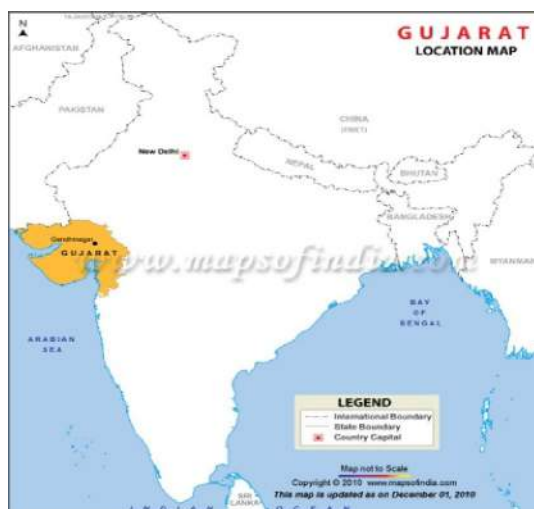 N
GUJARAT
LOCATION MAP
AFGHANISTAN
PAKISTAN
CHINA
(TIBET)
New Delhi
NEPAL
BHUTAN
BANGLADESH
Gandhinagar
GUJARAT
www.mapsofindia.com
MYANMAR
ARABIAN
SEA
BAY
OF
BENGAL
LEGEND
International Boundary
State Boundary
Country Capital
Map not to Scale
Copyright © 2010 www.mapsofindia.com
This map is updated as on December 01, 2010
SRI
LANKA
INDIAN OCEAN